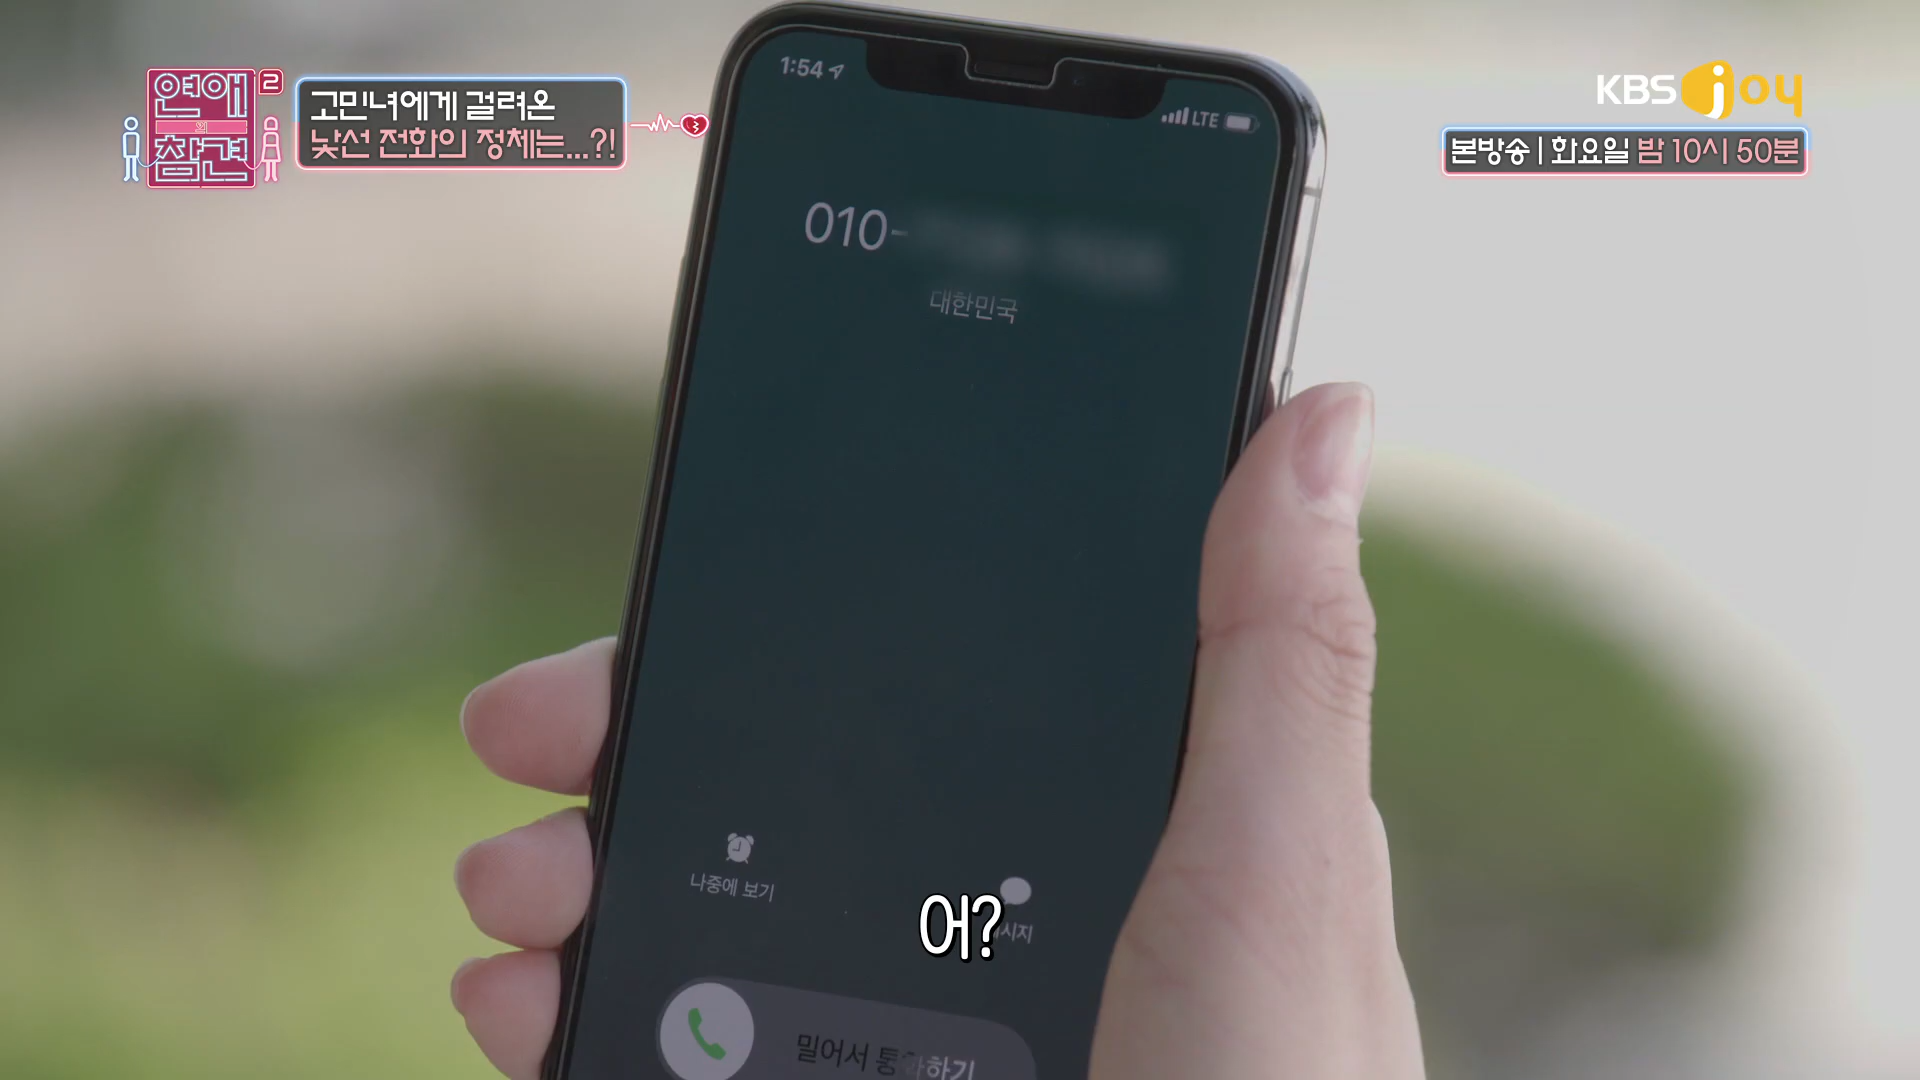 연애의 참견 2
고민녀에게 걸려온
낯선 전화의 정체는...?!
KBS joy
본방송 | 화요일 밤 10시 50분
1:54
LTE
010-
대한민국
나중에 보기
어?
밀어서 통화하기